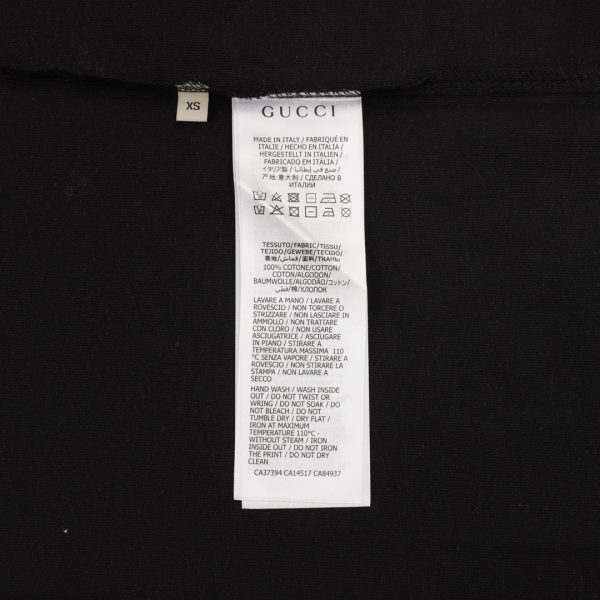 XS
GUCCI
MADE IN ITALY / FABRIQUÉ EN
ITALIE / HECHO EN ITALIA /
HERGESTELLT IN ITALIEN /
FABRICADO EM ITÁLIA /
イタリア製 / صنع في إيطاليا /
产地:意大利 / СДЕЛАНО В
ИТАЛИИ
TESSUTO/FABRIC/TISSU/
TEJIDO/GEWEBE/TECIDO/
表地/قماش/面料/ТКАНЬ:
100% COTONE/COTTON/
COTON/ALGODON/
BAUMWOLLE/ALGODÃO/コットン/
قطن/棉/ХЛОПОК
LAVARE A MANO / LAVARE A
ROVESCIO / NON TORCERE O
STRIZZARE / NON LASCIARE IN
AMMOLLO / NON TRATTARE
CON CLORO / NON USARE
ASCIUGATRICE / ASCIUGARE
IN PIANO / STIRARE A
TEMPERATURA MASSIMA 110
°C SENZA VAPORE / STIRARE A
ROVESCIO / NON STIRARE LA
STAMPA / NON LAVARE A
SECCO
HAND WASH / WASH INSIDE
OUT / DO NOT TWIST OR
WRING / DO NOT SOAK / DO
NOT BLEACH / DO NOT
TUMBLE DRY / DRY FLAT /
IRON AT MAXIMUM
TEMPERATURE 110°C -
WITHOUT STEAM / IRON
INSIDE OUT / DO NOT IRON
THE PRINT / DO NOT DRY
CLEAN
CA37394 CA14517 CA84937